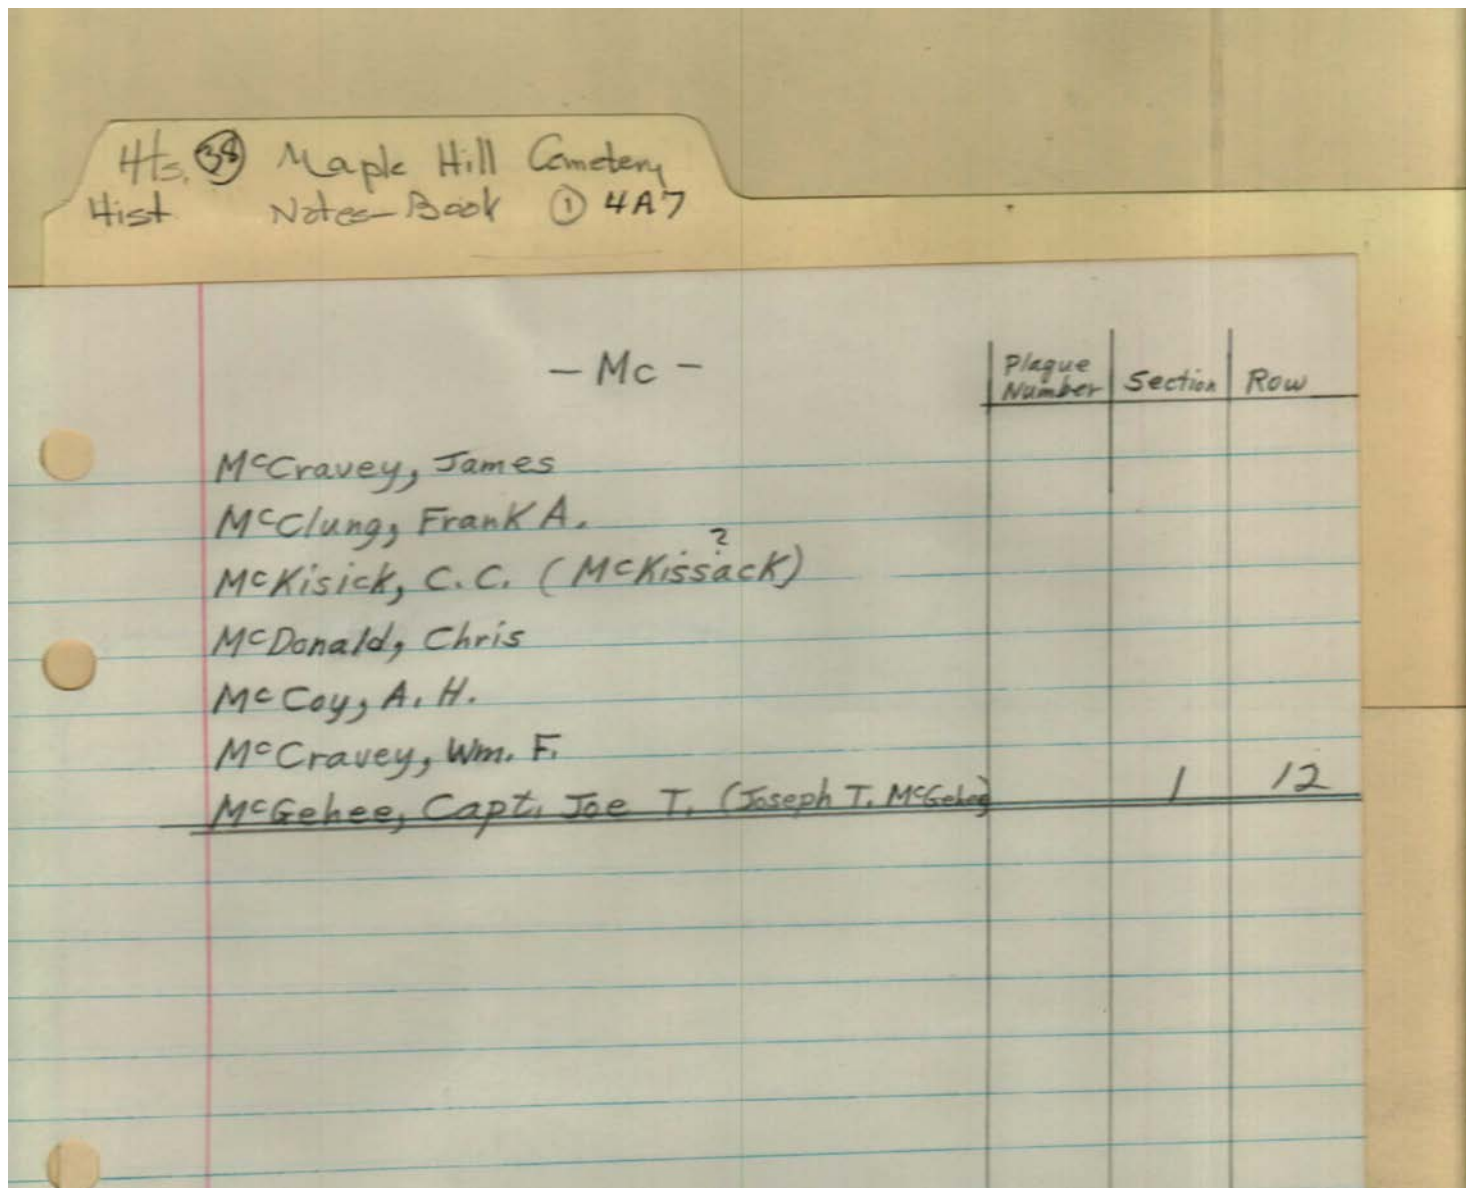 Hts. 38 Maple Hill Cemetery
Hist Notes-Book 1 4A7
- Mc -
Plaque Number Section Row
McCravey, James
McClung, Frank A.
McKisick, C.C. (McKissack) ?
McDonald, Chris
McCoy, A. H.
McCravey, Wm. F.
McGehee, Capt. Joe T. (Joseph T. McGehee) 1 12